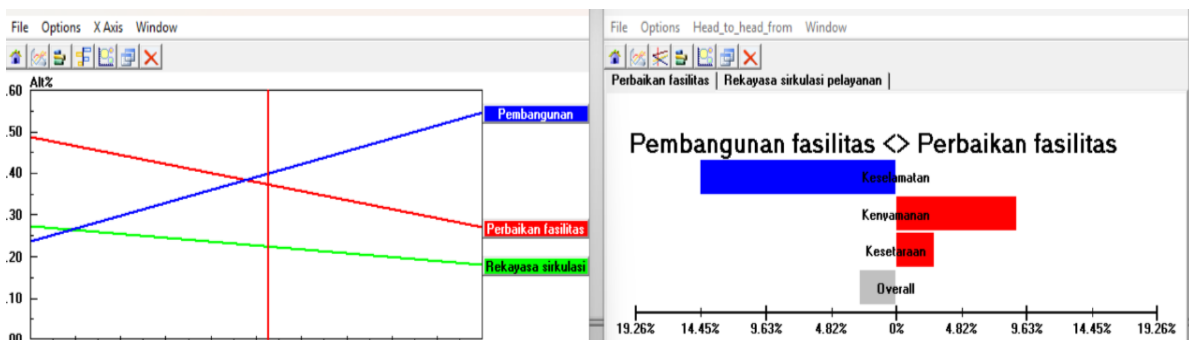 File Options X Axis Window
Alt%
.60
.50
.40
.30
.20
.10
.00
Pembangunan
Perbaikan fasilitas
Rekayasa sirkulasi
File Options Head_to_head_from Window
Perbaikan fasilitas | Rekayasa sirkulasi pelayanan |
Pembangunan fasilitas <> Perbaikan fasilitas
Keselamatan
Kenyamanan
Kesetaraan
Overall
19.26% 14.45% 9.63% 4.82% 0% 4.82% 9.63% 14.45% 19.26%